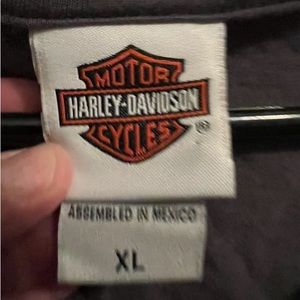 MOTOR
HARLEY-DAVIDSON
CYCLES ®
ASSEMBLED IN MEXICO
XL